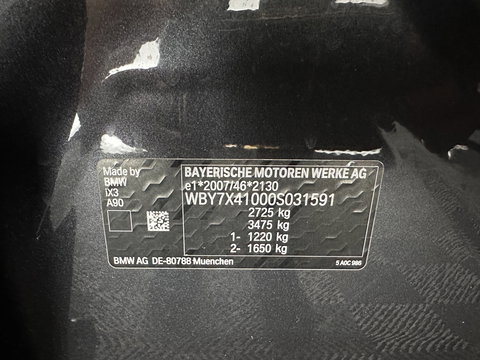 Made by
BMW
iX3
A90
BAYERISCHE MOTOREN WERKE AG
e1*2007/46*2130
WBY7X41000S031591
2725 kg
3475 kg
1- 1220 kg
2- 1650 kg
BMW AG DE-80788 Muenchen
5 A0C 986